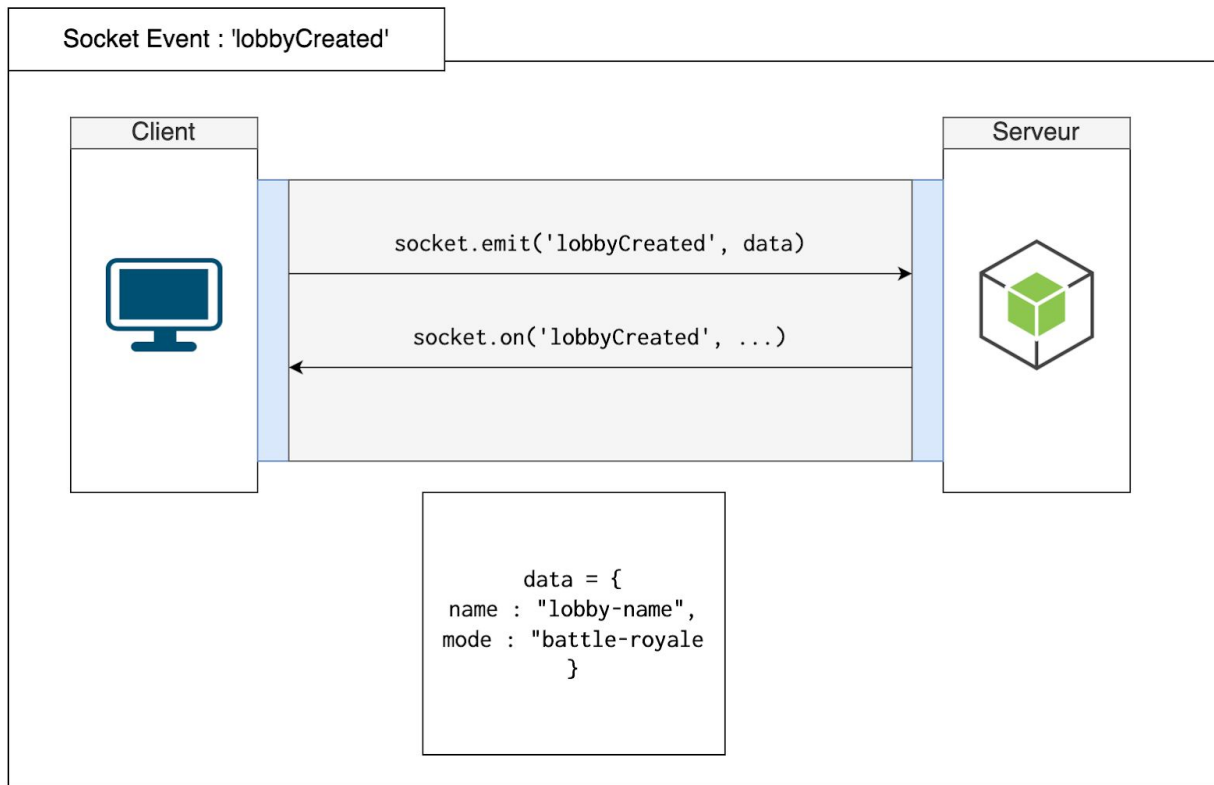 Socket Event : 'lobbyCreated'
Client
Serveur
socket.emit('lobbyCreated', data)
socket.on('lobbyCreated', ...)
data = {
name : "lobby-name",
mode : "battle-royale
}